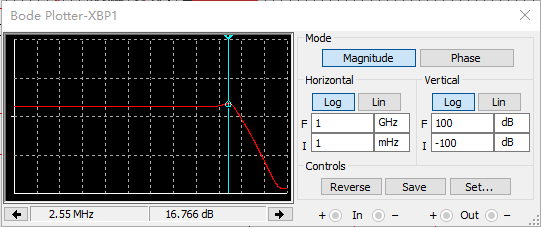 Bode Plotter-XBP1
Mode
Magnitude Phase
Horizontal Vertical
Log Lin Log Lin
F 1 GHz F 100 dB
I 1 mHz I -100 dB
Controls
Reverse Save Set...
2.55 MHz 16.766 dB
+ In − + Out −